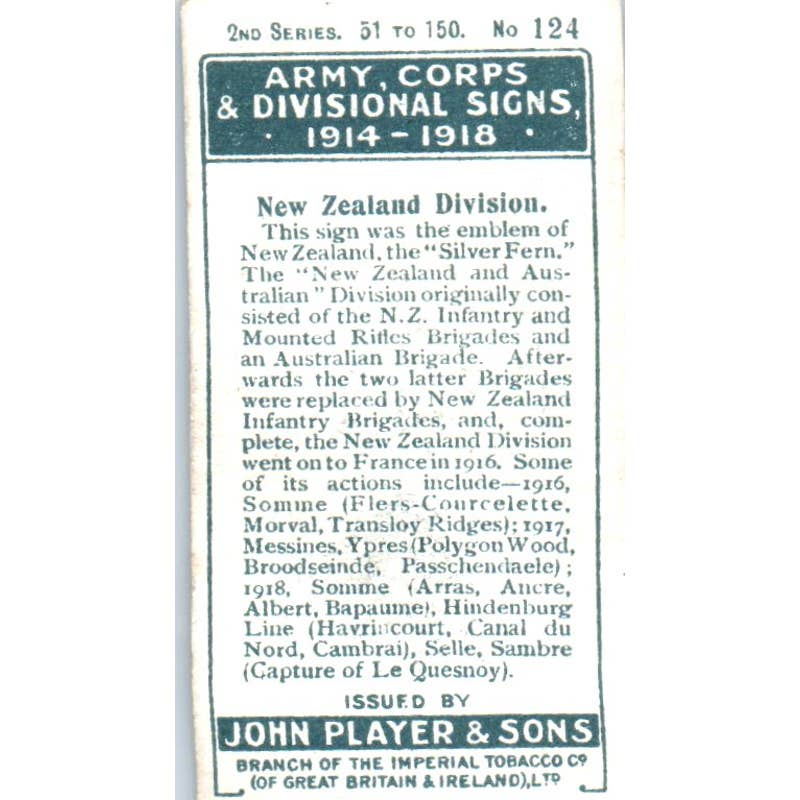 2ND SERIES. 51 TO 150. No 124
ARMY, CORPS
& DIVISIONAL SIGNS,
· 1914-1918 ·
New Zealand Division.
This sign was the emblem of
New Zealand, the "Silver Fern."
The "New Zealand and Aus-
tralian" Division originally con-
sisted of the N.Z. Infantry and
Mounted Rifles Brigades and
an Australian Brigade. After-
wards the two latter Brigades
were replaced by New Zealand
Infantry Brigades, and, com-
plete, the New Zealand Division
went on to France in 1916. Some
of its actions include—1916,
Somme (Flers-Courcelette,
Morval, Transloy Ridges); 1917,
Messines, Ypres (Polygon Wood,
Broodseinde, Passchendaele);
1918, Somme (Arras, Ancre,
Albert, Bapaume), Hindenburg
Line (Havrincourt, Canal du
Nord, Cambrai), Selle, Sambre
(Capture of Le Quesnoy).
ISSUED BY
JOHN PLAYER & SONS
BRANCH OF THE IMPERIAL TOBACCO Co
(OF GREAT BRITAIN & IRELAND), LTD